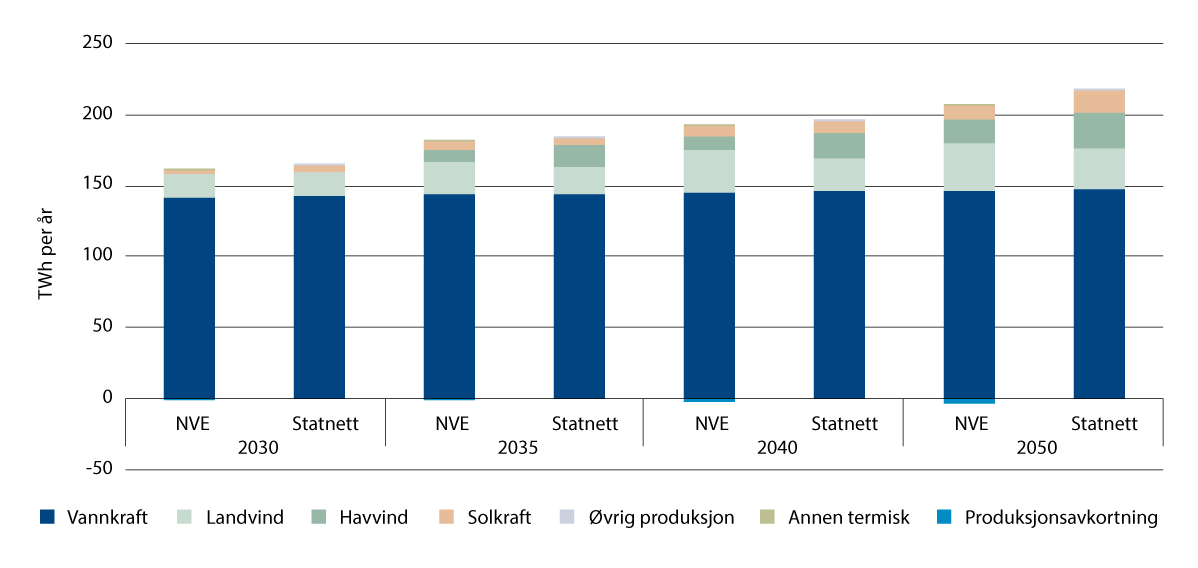 250
200
150
100
50
0
-50
TWh per år
NVE Statnett NVE Statnett NVE Statnett NVE Statnett
2030 2035 2040 2050
Vannkraft Landvind Havvind Solkraft Øvrig produksjon Annen termisk Produksjonsavkortning